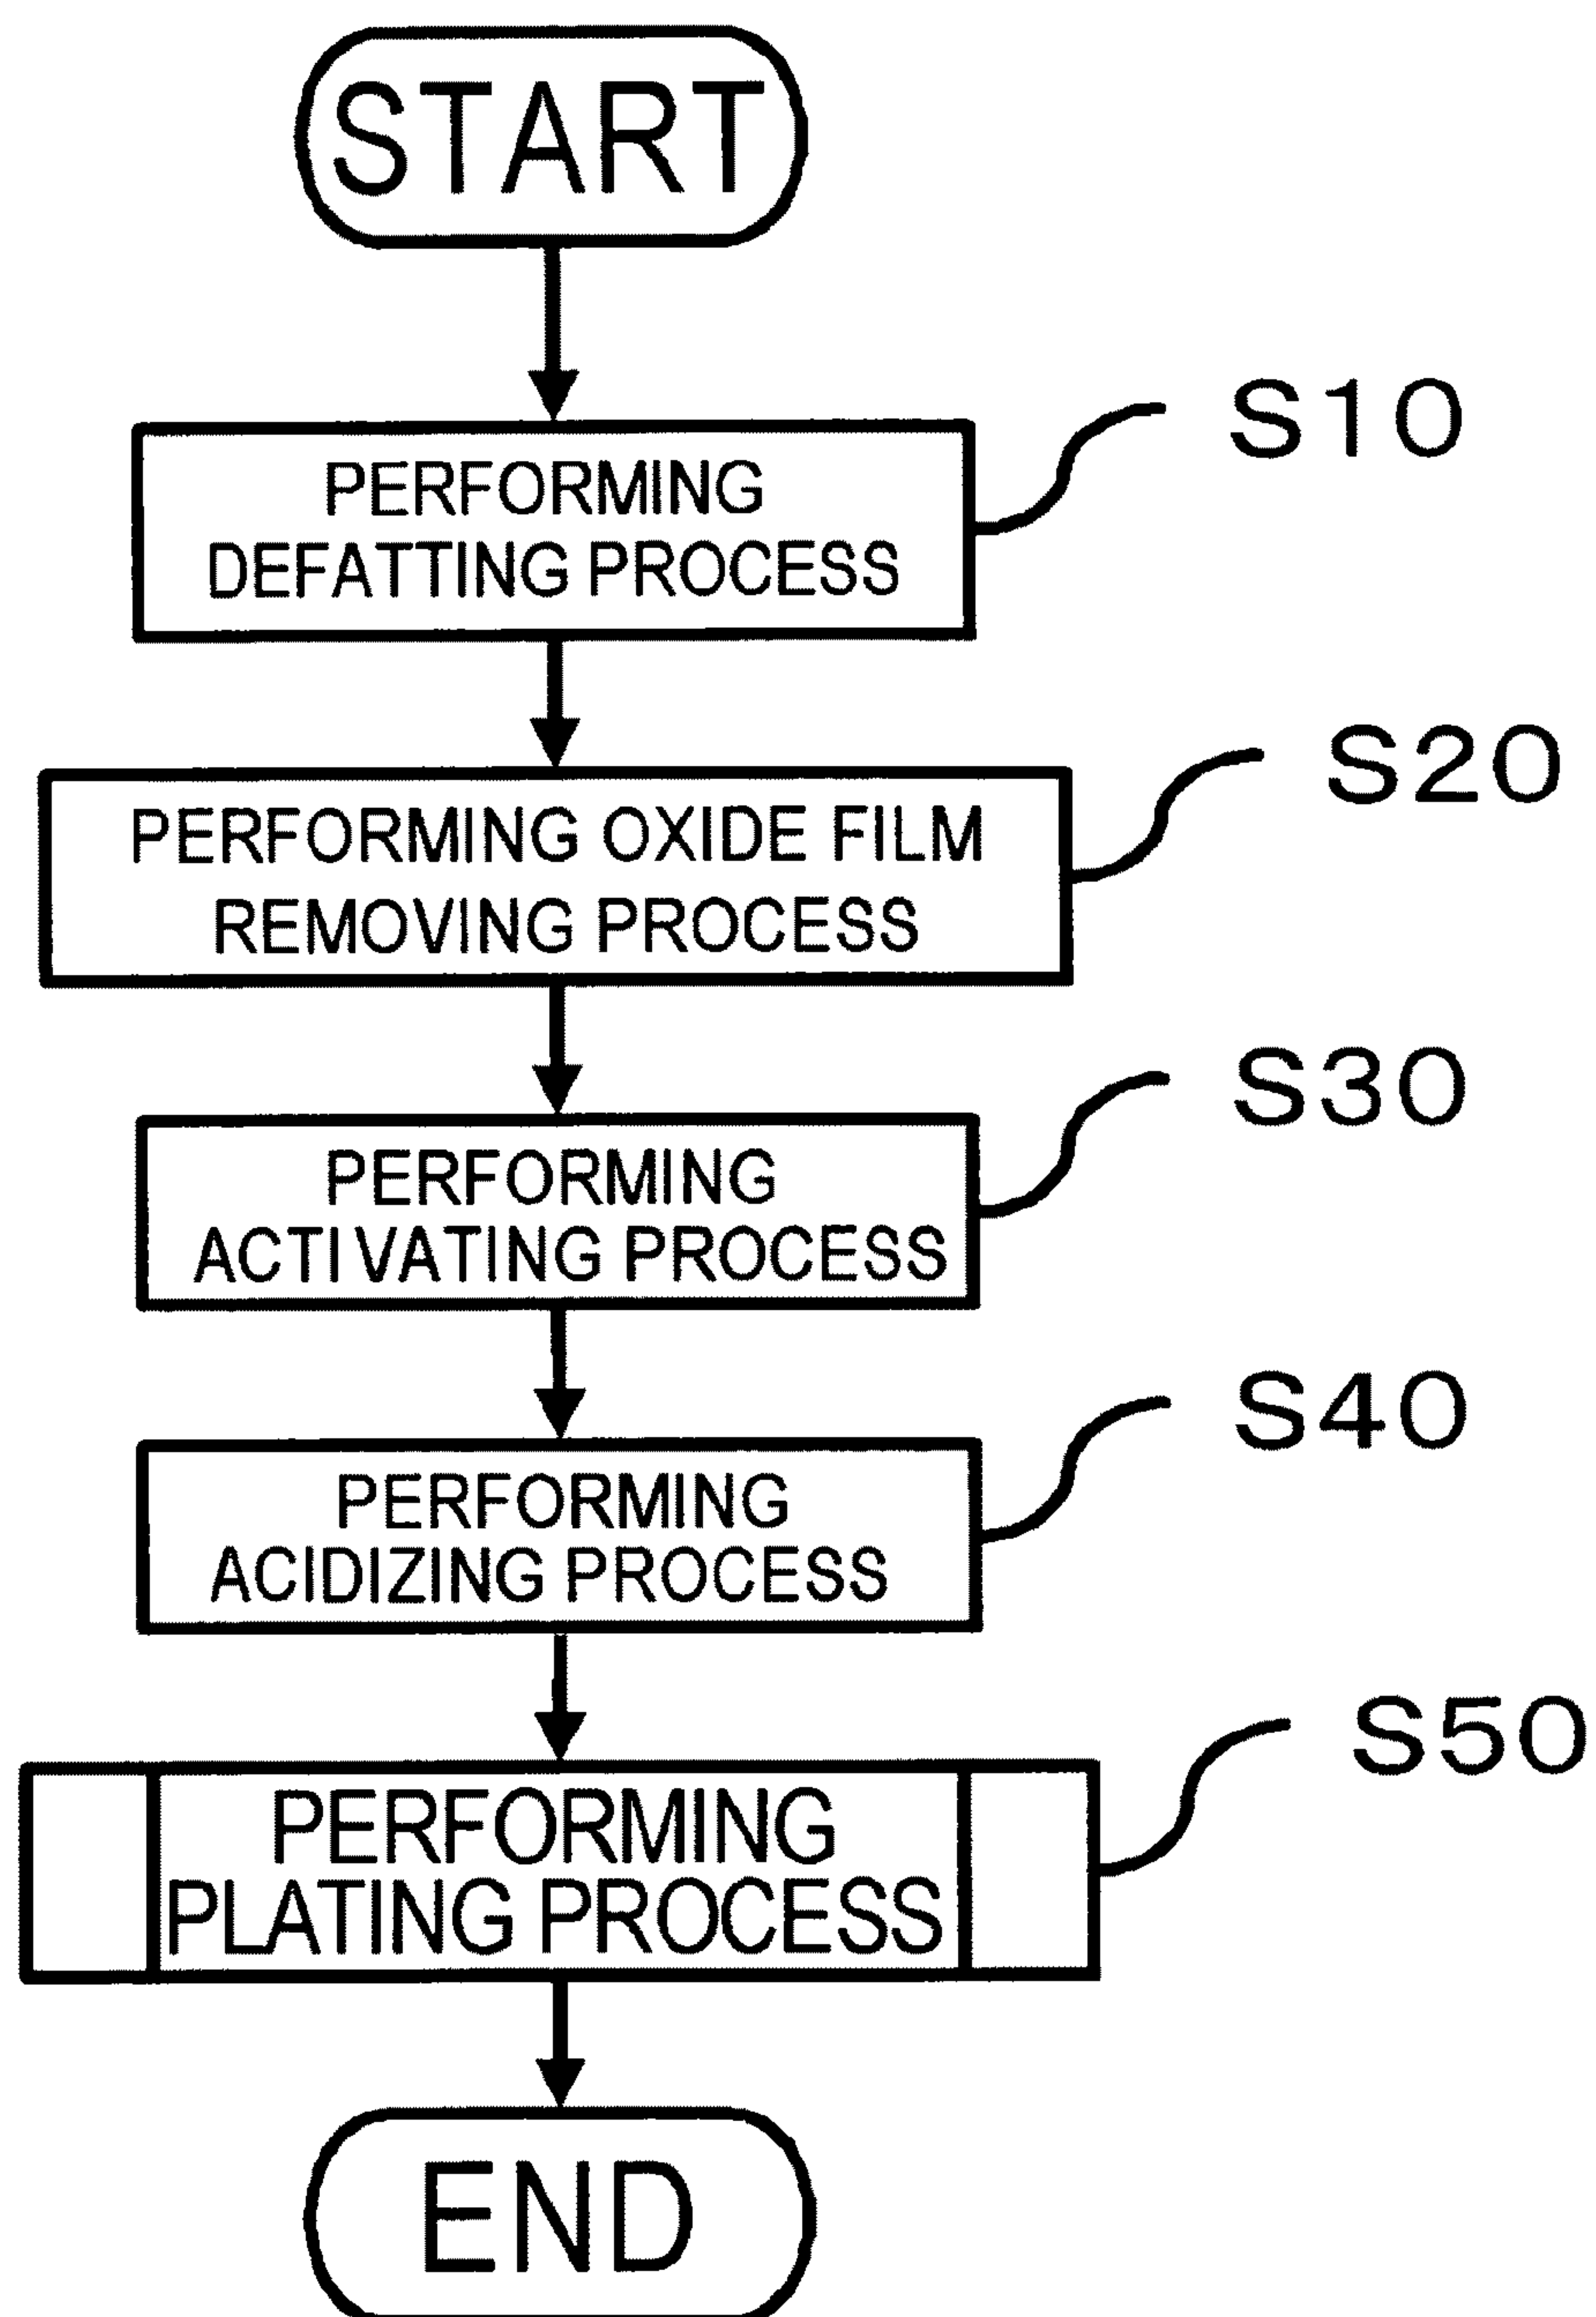 START
S10
PERFORMING
DEFATTING PROCESS
S20
PERFORMING OXIDE FILM
REMOVING PROCESS
S30
PERFORMING
ACTIVATING PROCESS
S40
PERFORMING
ACIDIZING PROCESS
S50
PERFORMING
PLATING PROCESS
END